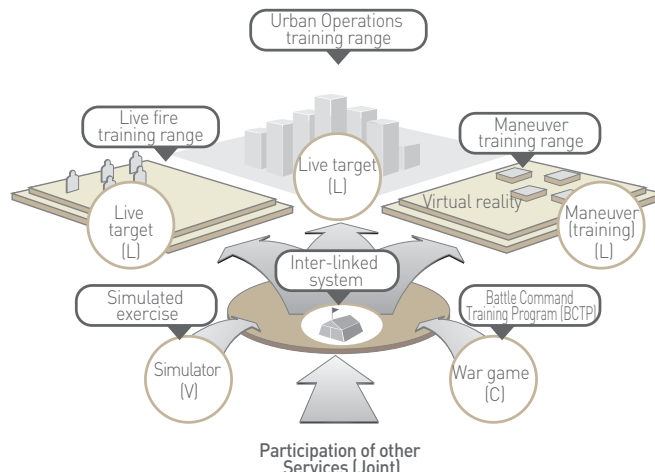 Urban Operations
training range
Live fire
training range
Maneuver
training range
Live target
(L)
Virtual reality
Live
target
(L)
Maneuver
(training)
(L)
Inter-linked
system
Simulated
exercise
Battle Command
Training Program (BCTP)
Simulator
(V)
War game
(C)
Participation of other
Services (Joint)